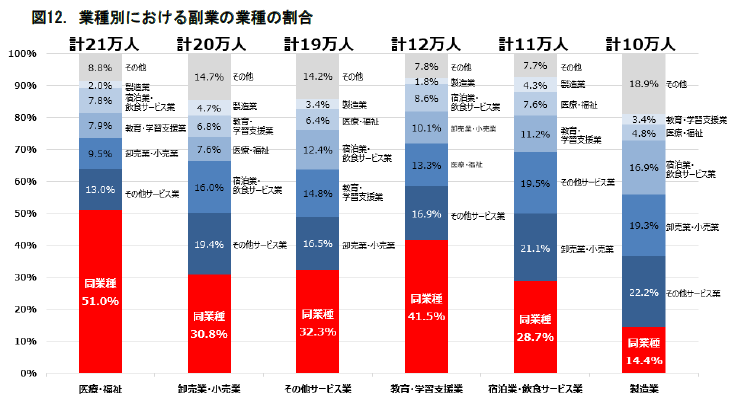 図12. 業種別における副業の業種の割合
計21万人 計20万人 計19万人 計12万人 計11万人 計10万人
100%
90%
80%
70%
60%
50%
40%
30%
20%
10%
0%
8.8% その他
2.0% 製造業
7.8% 宿泊業・飲食サービス業
7.9% 教育・学習支援業
9.5% 卸売業・小売業
13.0% その他サービス業
同業種
51.0%
医療・福祉
14.7% その他
4.7% 製造業
6.8% 教育・学習支援業
7.6% 医療・福祉
16.0% 宿泊業・飲食サービス業
19.4% その他サービス業
同業種
30.8%
卸売業・小売業
14.2% その他
3.4% 製造業
6.4% 医療・福祉
12.4% 宿泊業・飲食サービス業
14.8% 教育・学習支援業
16.5% 卸売業・小売業
同業種
32.3%
その他サービス業
7.8% その他
1.8% 製造業
8.6% 宿泊業・飲食サービス業
10.1% 卸売業・小売業
13.3% 医療・福祉
16.9% その他サービス業
同業種
41.5%
教育・学習支援業
7.7% その他
4.3% 製造業
7.6% 医療・福祉
11.2% 教育・学習支援業
19.5% その他サービス業
21.1% 卸売業・小売業
同業種
28.7%
宿泊業・飲食サービス業
18.9% その他
3.4% 教育・学習支援業
4.8% 医療・福祉
16.9% 宿泊業・飲食サービス業
19.3% 卸売業・小売業
22.2% その他サービス業
同業種
14.4%
製造業